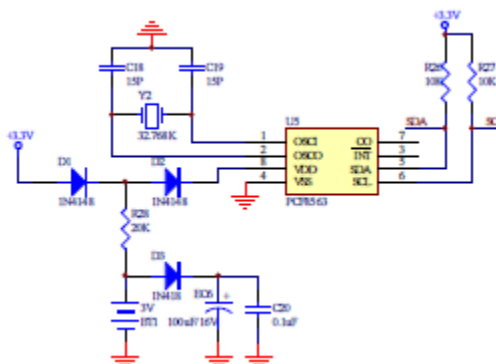 +3.3V
C18
15P
C19
15P
Y2
32.768K
R26
10K
R27
10K
SDA
U5
1 OSCI
2 OSCO
8 VDD
4 VSS
CO 7
INT 3
SDA 5
SCL 6
PCF8563
+3.3V
D1
1N4148
D2
1N4148
R28
20K
D3
1N418
3V
BT1
EC6
+
100uF/16V
C20
0.1uF